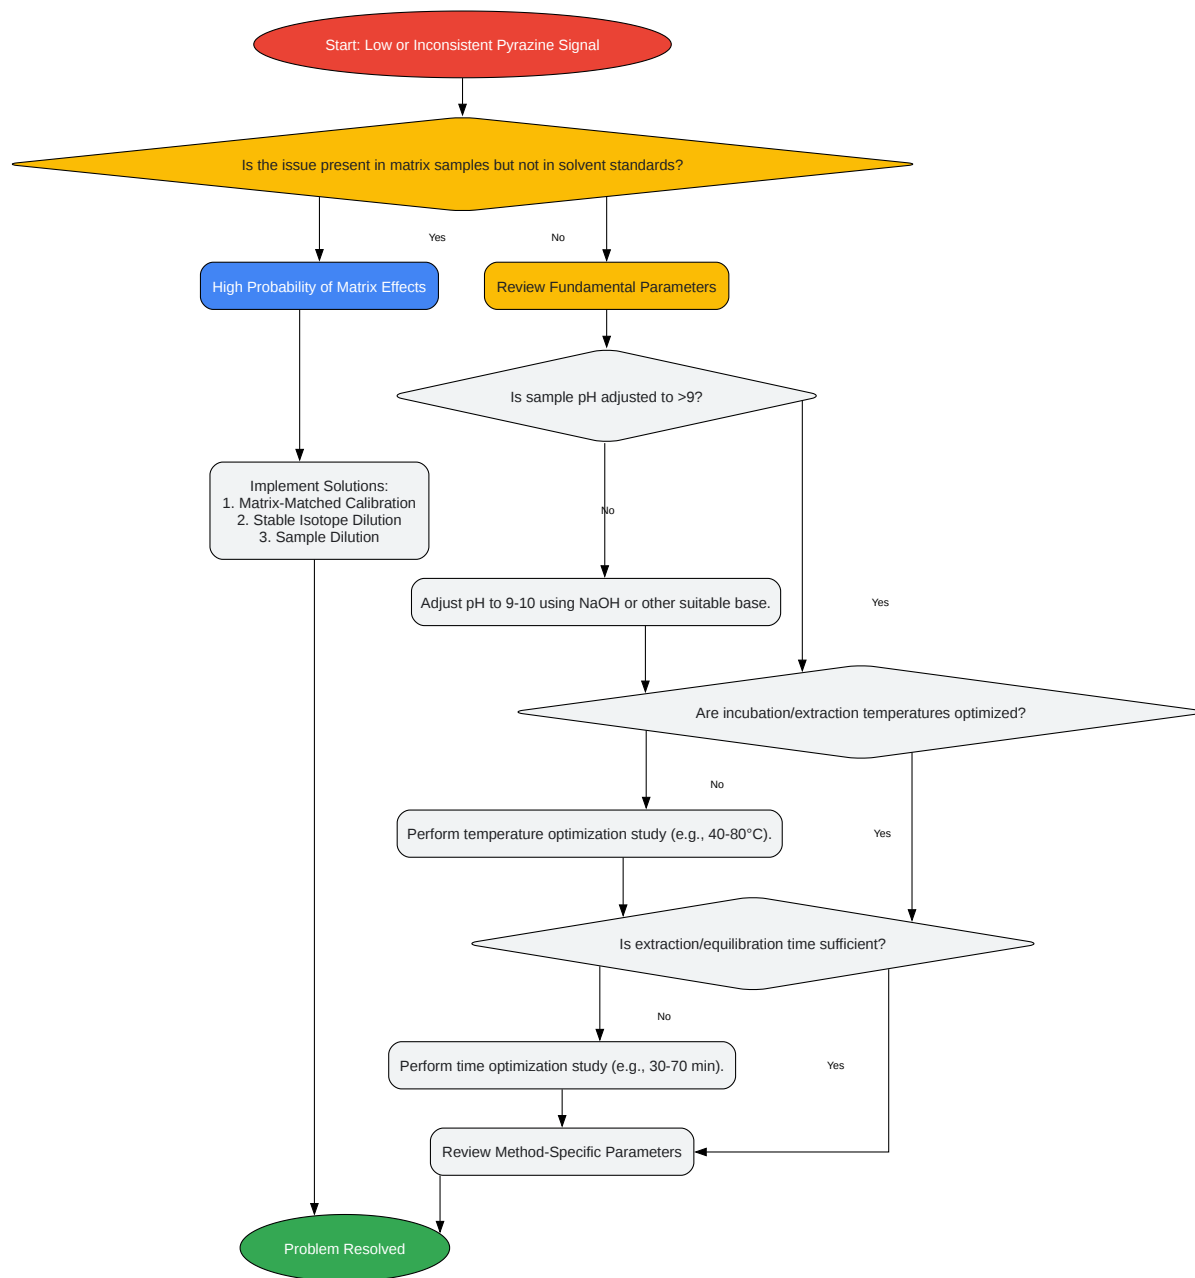 Start: Low or Inconsistent Pyrazine Signal
Is the issue present in matrix samples but not in solvent standards?
Yes
No
High Probability of Matrix Effects
Review Fundamental Parameters
Is sample pH adjusted to >9?
Implement Solutions:
1. Matrix-Matched Calibration
2. Stable Isotope Dilution
3. Sample Dilution
No
Adjust pH to 9-10 using NaOH or other suitable base.
Yes
Are incubation/extraction temperatures optimized?
No
Perform temperature optimization study (e.g., 40-80°C).
Yes
Is extraction/equilibration time sufficient?
No
Perform time optimization study (e.g., 30-70 min).
Yes
Review Method-Specific Parameters
Problem Resolved